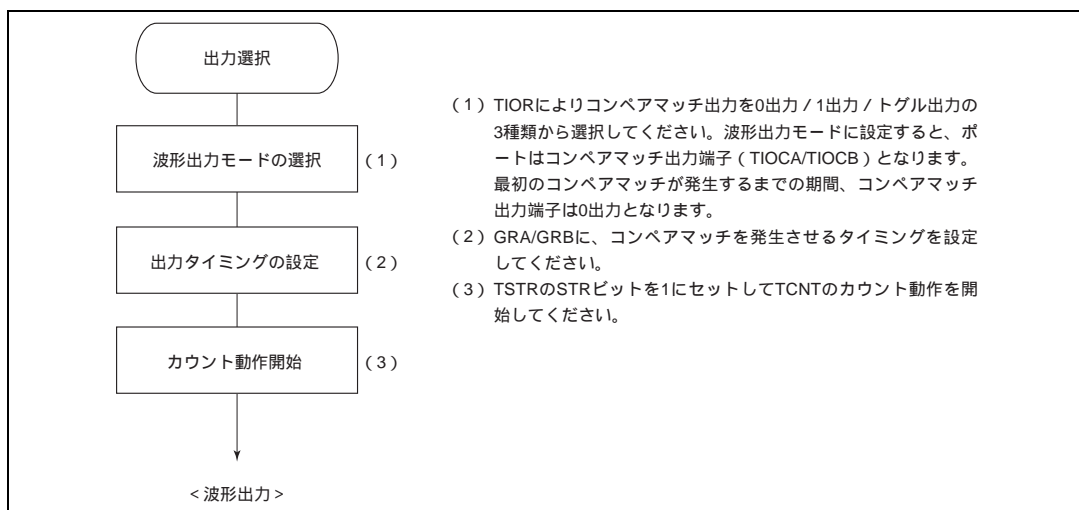 出力選択
波形出力モードの選択 （1）
出力タイミングの設定 （2）
カウント動作開始 （3）
＜波形出力＞
（1）TIORによりコンペアマッチ出力を0出力／1出力／トグル出力の
3種類から選択してください。波形出力モードに設定すると、ポ
ートはコンペアマッチ出力端子（TIOCA/TIOCB）となります。
最初のコンペアマッチが発生するまでの期間、コンペアマッチ
出力端子は0出力となります。
（2）GRA/GRBに、コンペアマッチを発生させるタイミングを設定
してください。
（3）TSTRのSTRビットを1にセットしてTCNTのカウント動作を開
始してください。